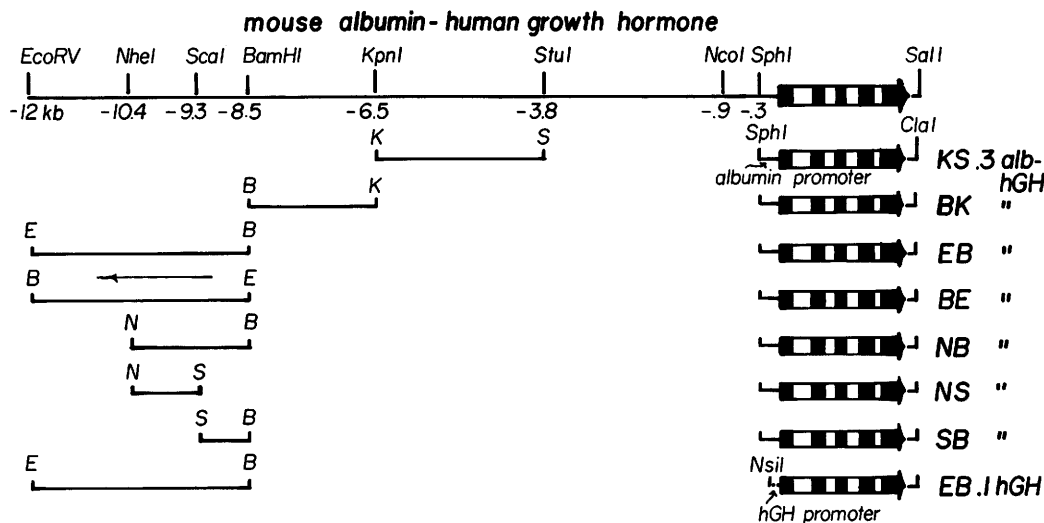 mouse albumin - human growth hormone
EcoRV NheI ScaI BamHI KpnI StuI NcoI SphI SalI
-12 kb -10.4 -9.3 -8.5 -6.5 -3.8 -.9 -.3
K S SphI ClaI
KS .3 alb-
hGH
albumin promoter
B K
BK "
E B
EB "
B E
BE "
N B
NB "
N S
NS "
S B
SB "
E B NsiI
EB .1 hGH
hGH promoter